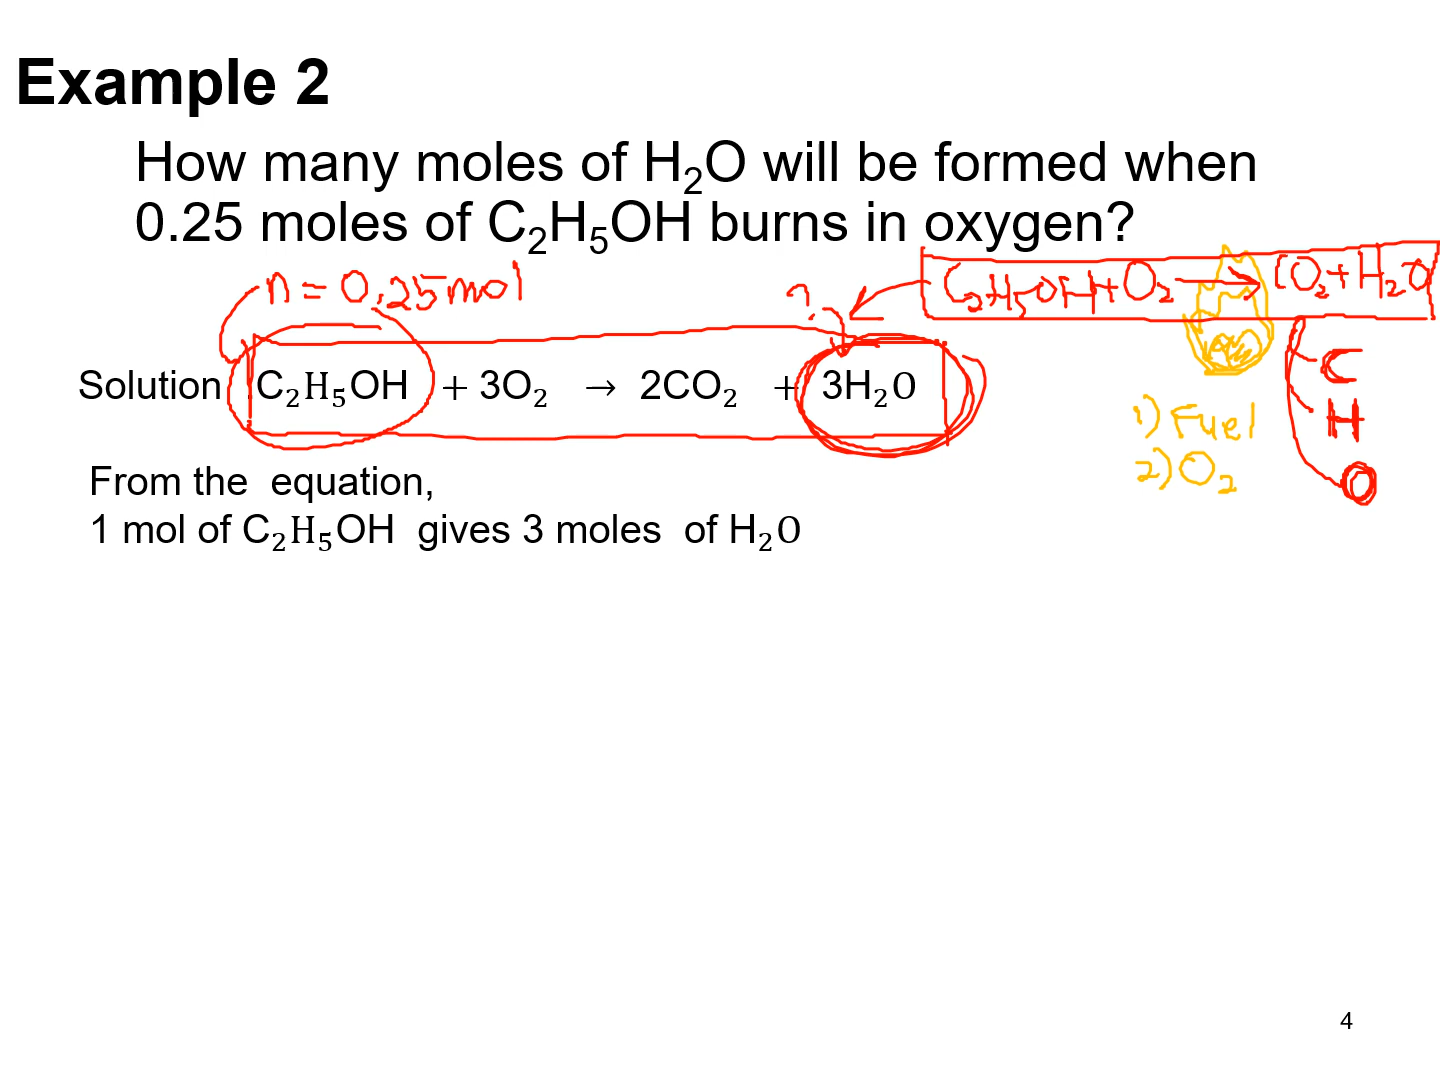 Example 2
How many moles of H₂O will be formed when
0.25 moles of C₂H₅OH burns in oxygen?
n = 0.25mol
?
C₂H₅OH+O₂ → CO₂+H₂O
Solution C₂H₅OH + 3O₂ → 2CO₂ + 3H₂O
C
H
O
1) Fuel
2) O₂
From the equation,
1 mol of C₂H₅OH gives 3 moles of H₂O
4